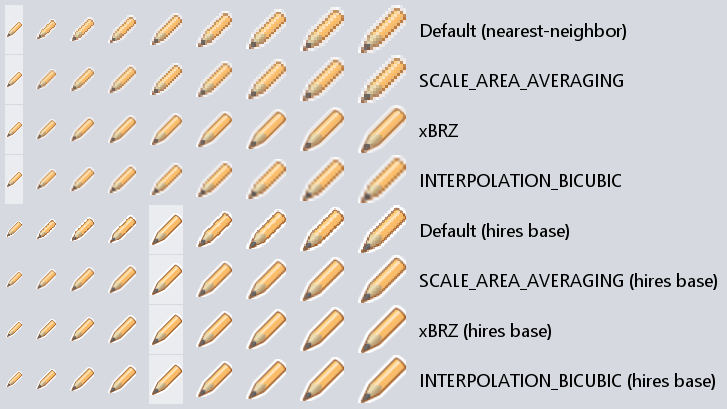 Default (nearest-neighbor)
SCALE_AREA_AVERAGING
xBRZ
INTERPOLATION_BICUBIC
Default (hires base)
SCALE_AREA_AVERAGING (hires base)
xBRZ (hires base)
INTERPOLATION_BICUBIC (hires base)